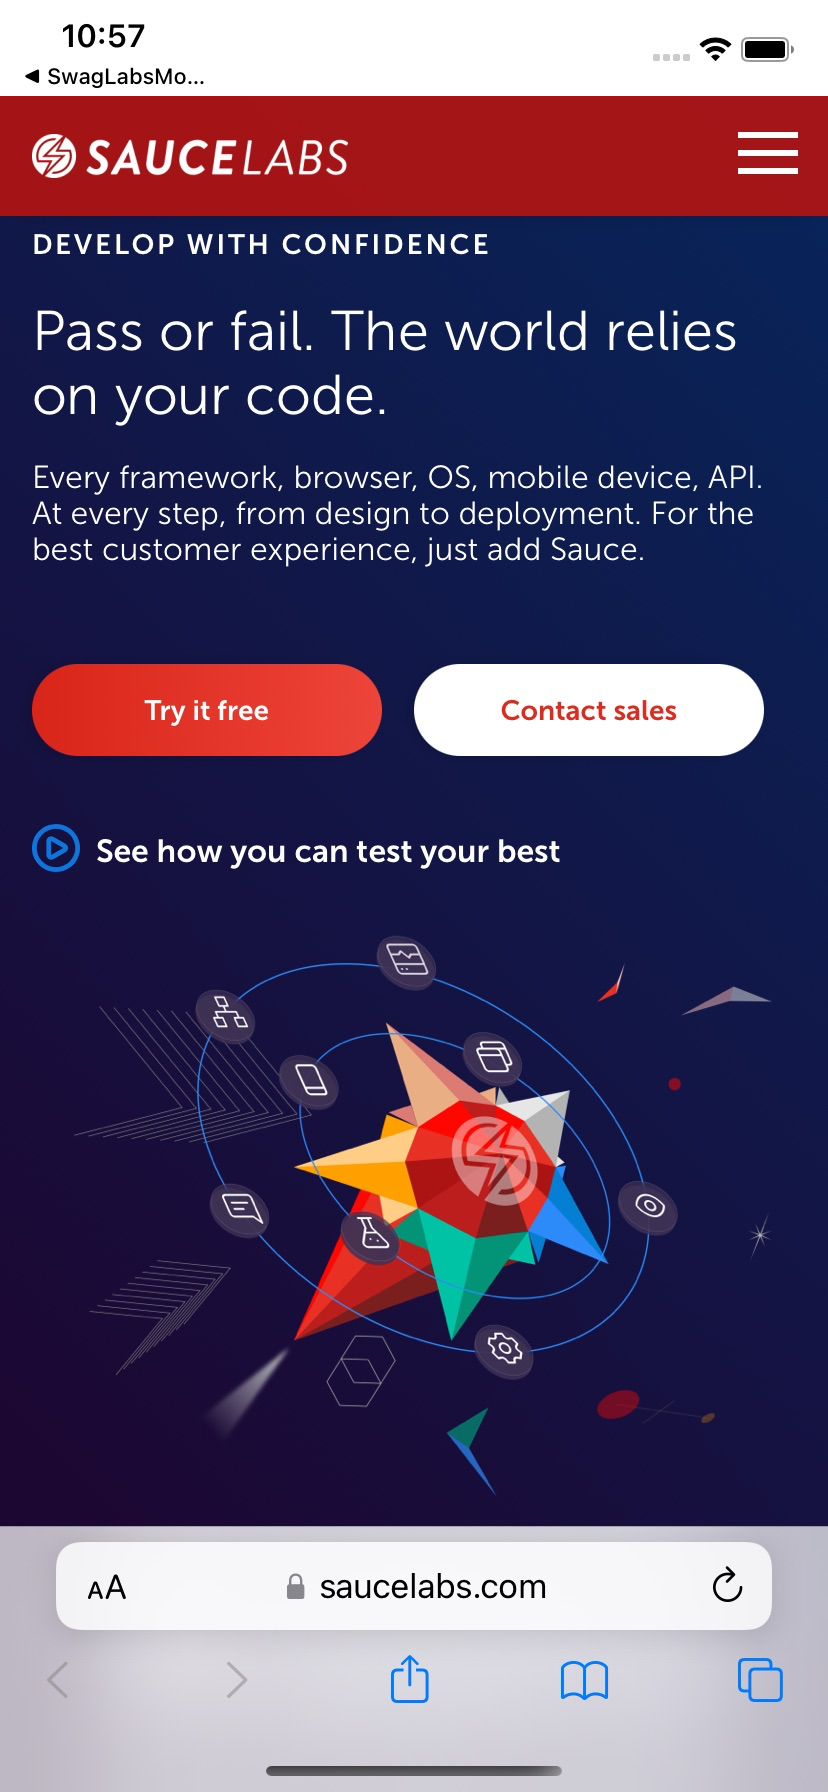 10:57
◀ SwagLabsMo...
SAUCELABS
DEVELOP WITH CONFIDENCE
Pass or fail. The world relies
on your code.
Every framework, browser, OS, mobile device, API.
At every step, from design to deployment. For the
best customer experience, just add Sauce.
Try it free
Contact sales
See how you can test your best
AA
saucelabs.com